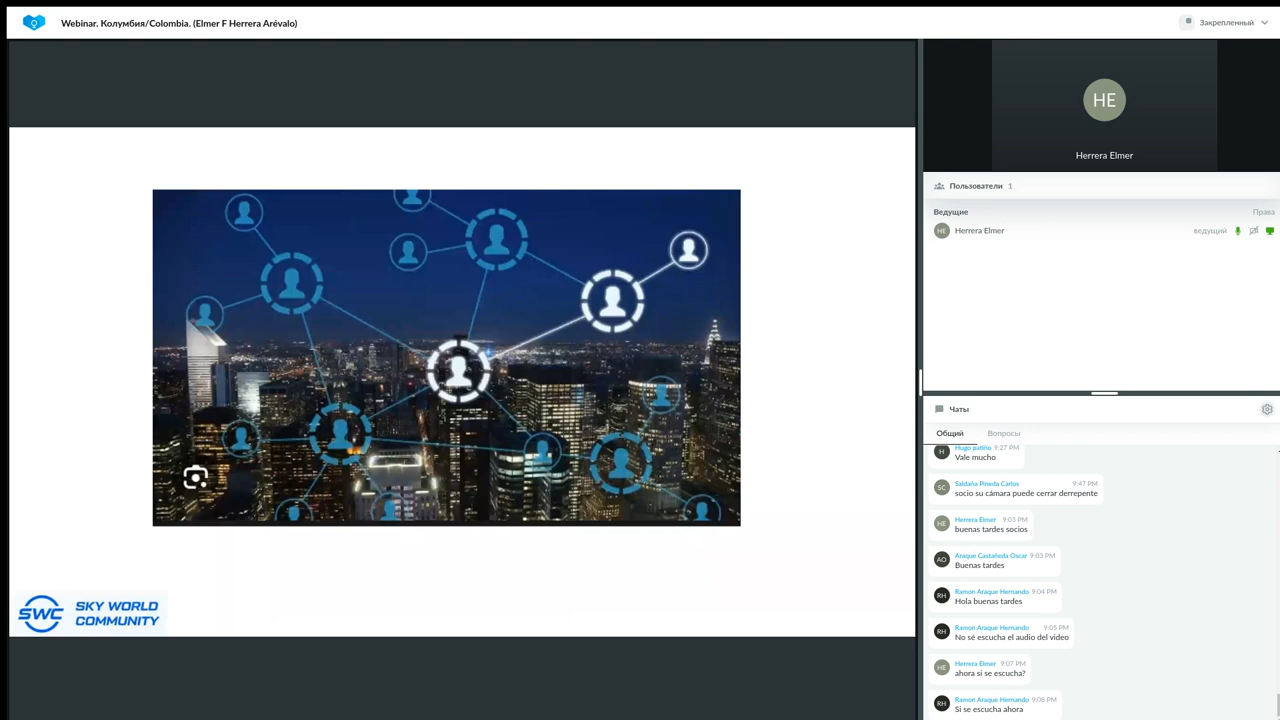 Webinar. Колумбия/Colombia. (Elmer F Herrera Arévalo)
Закрепленный
HE
Herrera Elmer
Пользователи 1
Ведущие
Права
HE
Herrera Elmer
ведущий
SWC
SKY WORLD
COMMUNITY
Чаты
Общий
Вопросы
H
Hugo patiño 9:27 PM
Vale mucho
SC
Saldaña Pineda Carlos 9:47 PM
socio su cámara puede cerrar derrepente
HE
Herrera Elmer 9:03 PM
buenas tardes socios
AO
Araque Castañeda Oscar 9:03 PM
Buenas tardes
RH
Ramon Araque Hernando 9:04 PM
Hola buenas tardes
RH
Ramon Araque Hernando 9:05 PM
No sé escucha el audio del video
HE
Herrera Elmer 9:07 PM
ahora si se escucha?
RH
Ramon Araque Hernando 9:08 PM
Si se escucha ahora